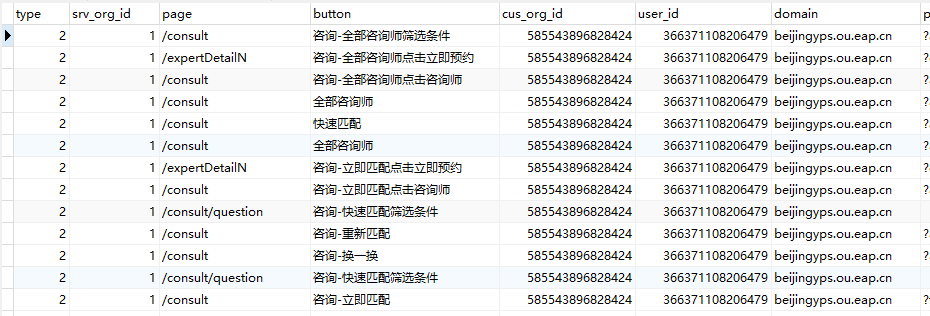 type srv_org_id page button cus_org_id user_id domain p
2 1 /consult 咨询-全部咨询师筛选条件 585543896828424 366371108206479 beijingyps.ou.eap.cn ?
2 1 /expertDetailN 咨询-全部咨询师点击立即预约 585543896828424 366371108206479 beijingyps.ou.eap.cn ?
2 1 /consult 咨询-全部咨询师点击咨询师 585543896828424 366371108206479 beijingyps.ou.eap.cn ?
2 1 /consult 全部咨询师 585543896828424 366371108206479 beijingyps.ou.eap.cn ?
2 1 /consult 快速匹配 585543896828424 366371108206479 beijingyps.ou.eap.cn ?
2 1 /consult 全部咨询师 585543896828424 366371108206479 beijingyps.ou.eap.cn ?
2 1 /expertDetailN 咨询-立即匹配点击立即预约 585543896828424 366371108206479 beijingyps.ou.eap.cn ?
2 1 /consult 咨询-立即匹配点击咨询师 585543896828424 366371108206479 beijingyps.ou.eap.cn ?
2 1 /consult/question 咨询-快速匹配筛选条件 585543896828424 366371108206479 beijingyps.ou.eap.cn
2 1 /consult 咨询-重新匹配 585543896828424 366371108206479 beijingyps.ou.eap.cn ?
2 1 /consult 咨询-换一换 585543896828424 366371108206479 beijingyps.ou.eap.cn ?
2 1 /consult/question 咨询-快速匹配筛选条件 585543896828424 366371108206479 beijingyps.ou.eap.cn
2 1 /consult 咨询-立即匹配 585543896828424 366371108206479 beijingyps.ou.eap.cn ?